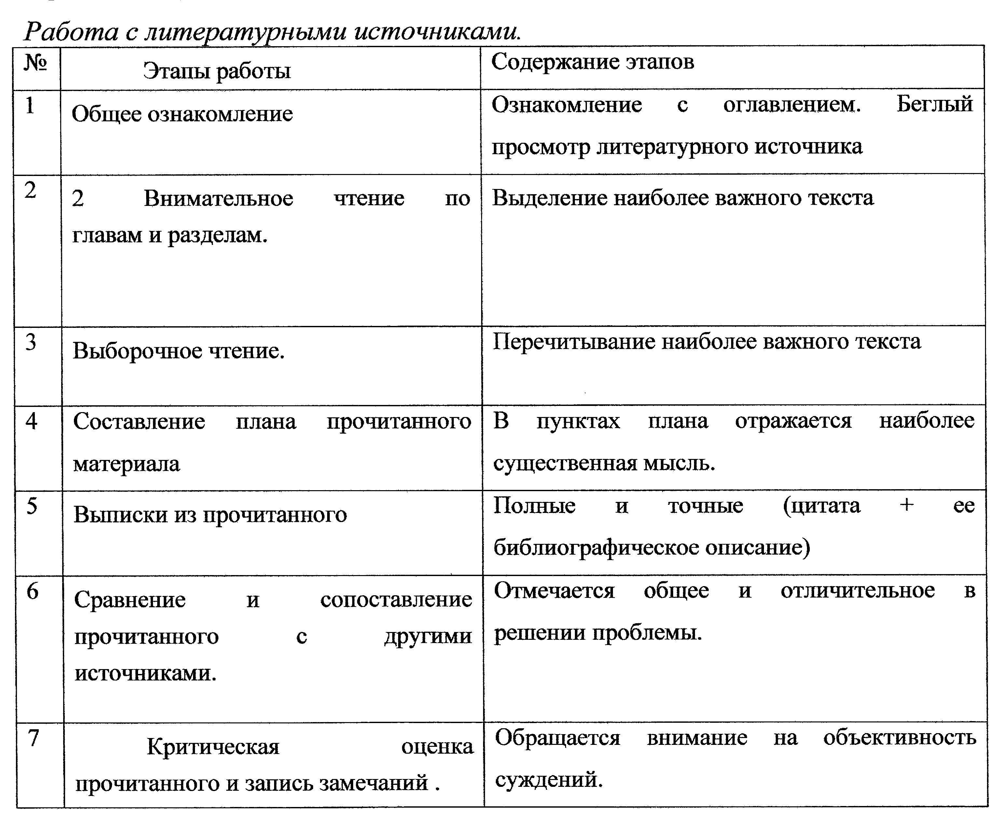 Работа с литературными источниками.
№
Этапы работы
Содержание этапов
1
Общее ознакомление
Ознакомление с оглавлением. Беглый
просмотр литературного источника
2
2 Внимательное чтение по
главам и разделам.
Выделение наиболее важного текста
3
Выборочное чтение.
Перечитывание наиболее важного текста
4
Составление плана прочитанного
материала
В пунктах плана отражается наиболее
существенная мысль.
5
Выписки из прочитанного
Полные и точные (цитата + ее
библиографическое описание)
6
Сравнение и сопоставление
прочитанного с другими
источниками.
Отмечается общее и отличительное в
решении проблемы.
7
Критическая оценка
прочитанного и запись замечаний .
Обращается внимание на объективность
суждений.